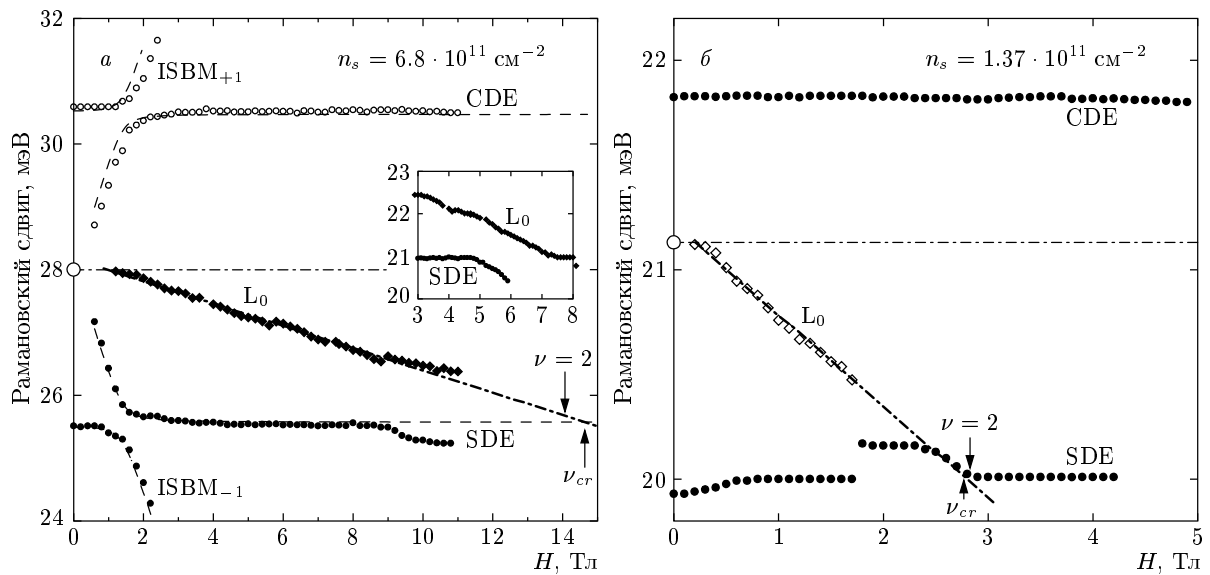 Рамановский сдвиг, мэВ
32
30
28
26
24
а
n_s = 6.8 · 10^11 см^−2
ISBM_+1
CDE
L_0
ν = 2
SDE
ν_cr
ISBM_−1
0 2 4 6 8 10 12 14
H, Тл
23
22
21
20
L_0
SDE
3 4 5 6 7 8
Рамановский сдвиг, мэВ
22
21
20
б
n_s = 1.37 · 10^11 см^−2
CDE
L_0
ν = 2
SDE
ν_cr
0 1 2 3 4 5
H, Тл